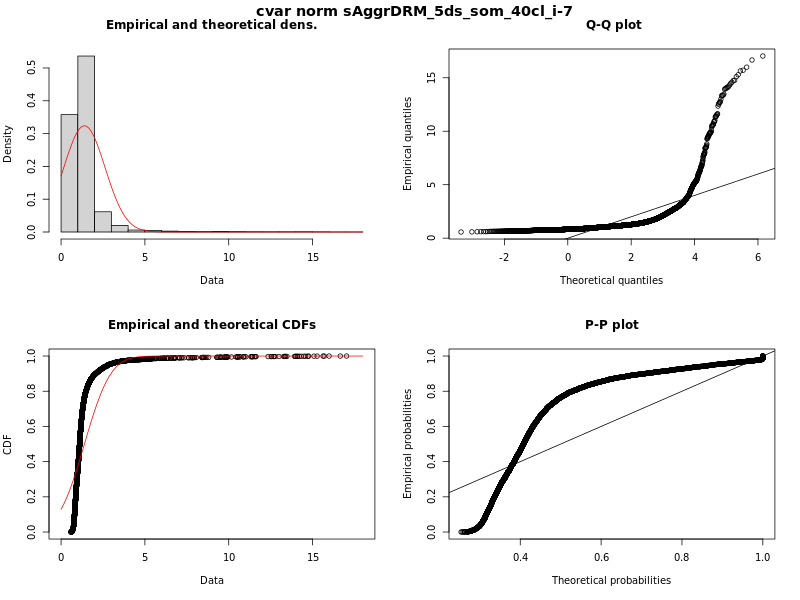 cvar norm sAggrDRM_5ds_som_40cl_i-7
Empirical and theoretical dens.
Density
0.0 0.1 0.2 0.3 0.4 0.5
0 5 10 15
Data
Q-Q plot
Empirical quantiles
0 5 10 15
-2 0 2 4 6
Theoretical quantiles
Empirical and theoretical CDFs
CDF
0.0 0.2 0.4 0.6 0.8 1.0
0 5 10 15
Data
P-P plot
Empirical probabilities
0.0 0.2 0.4 0.6 0.8 1.0
0.4 0.6 0.8 1.0
Theoretical probabilities